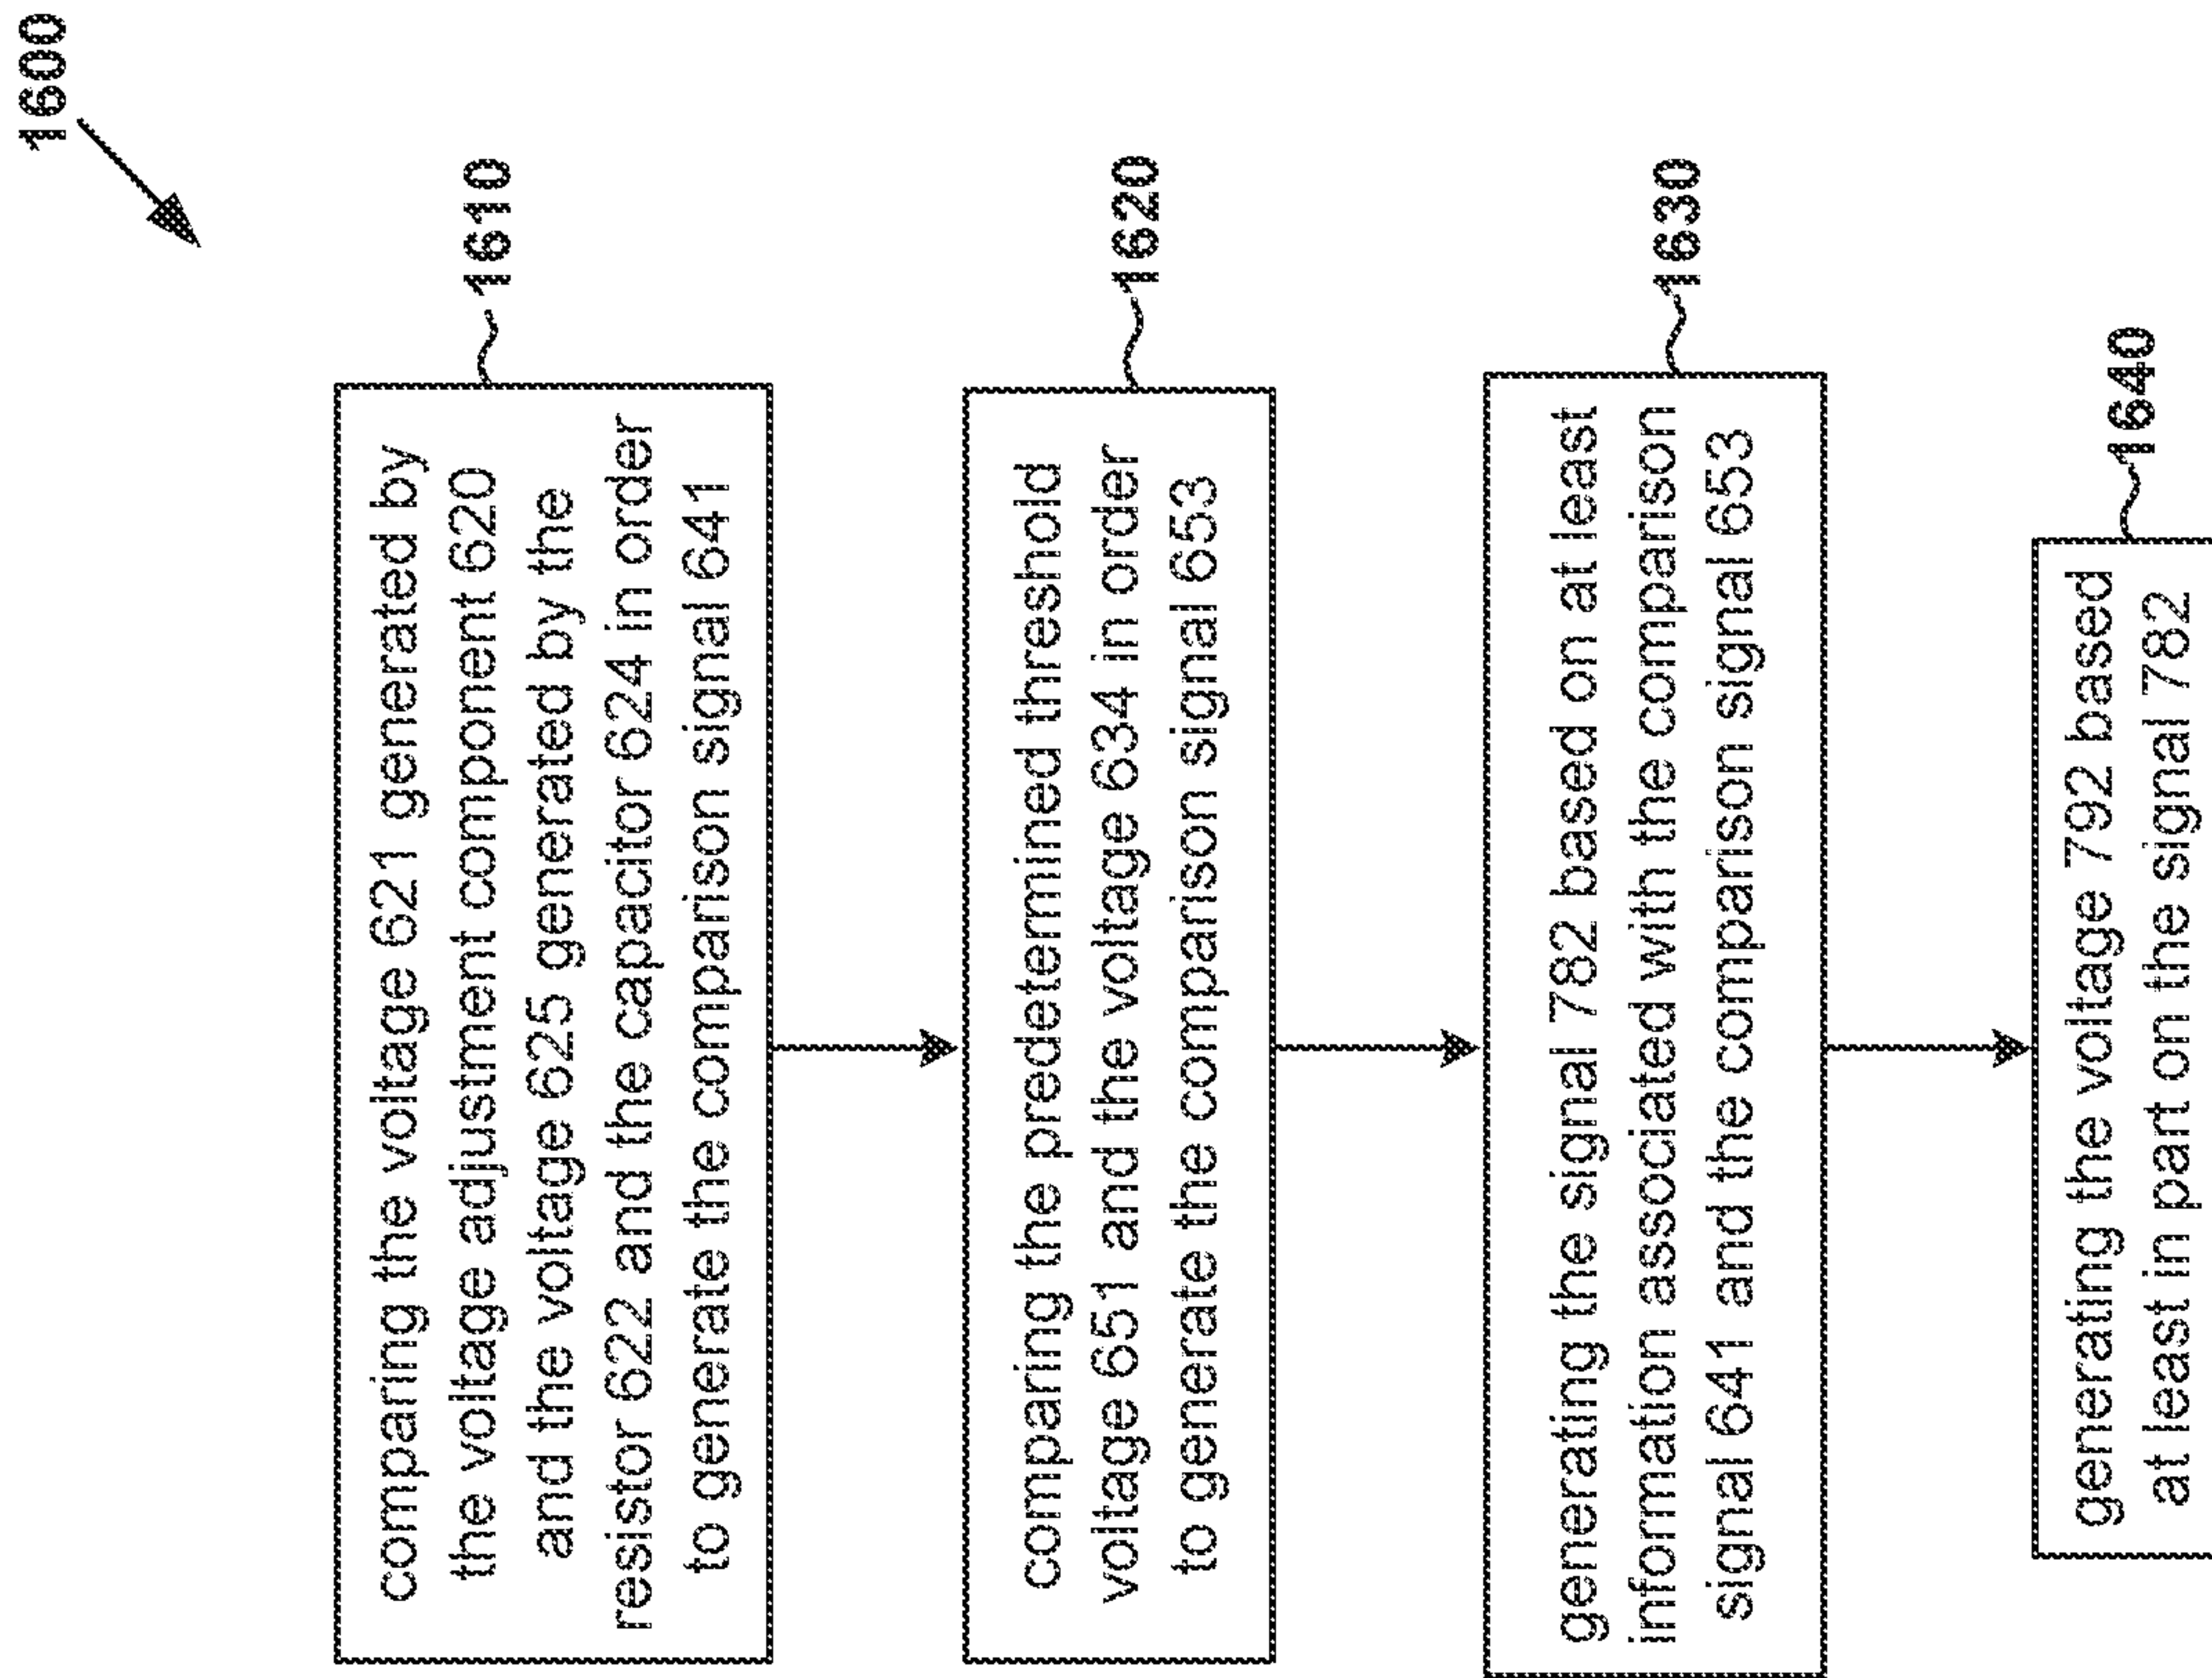 1600
comparing the voltage 621 generated by
the voltage adjustment component 620
and the voltage 625 generated by the
resistor 622 and the capacitor 624 in order
to generate the comparison signal 641
1610
comparing the predetermined threshold
voltage 651 and the voltage 634 in order
to generate the comparison signal 653
1620
generating the signal 782 based on at least
information associated with the comparison
signal 641 and the comparison signal 653
1630
generating the voltage 792 based
at least in part on the signal 782
1640